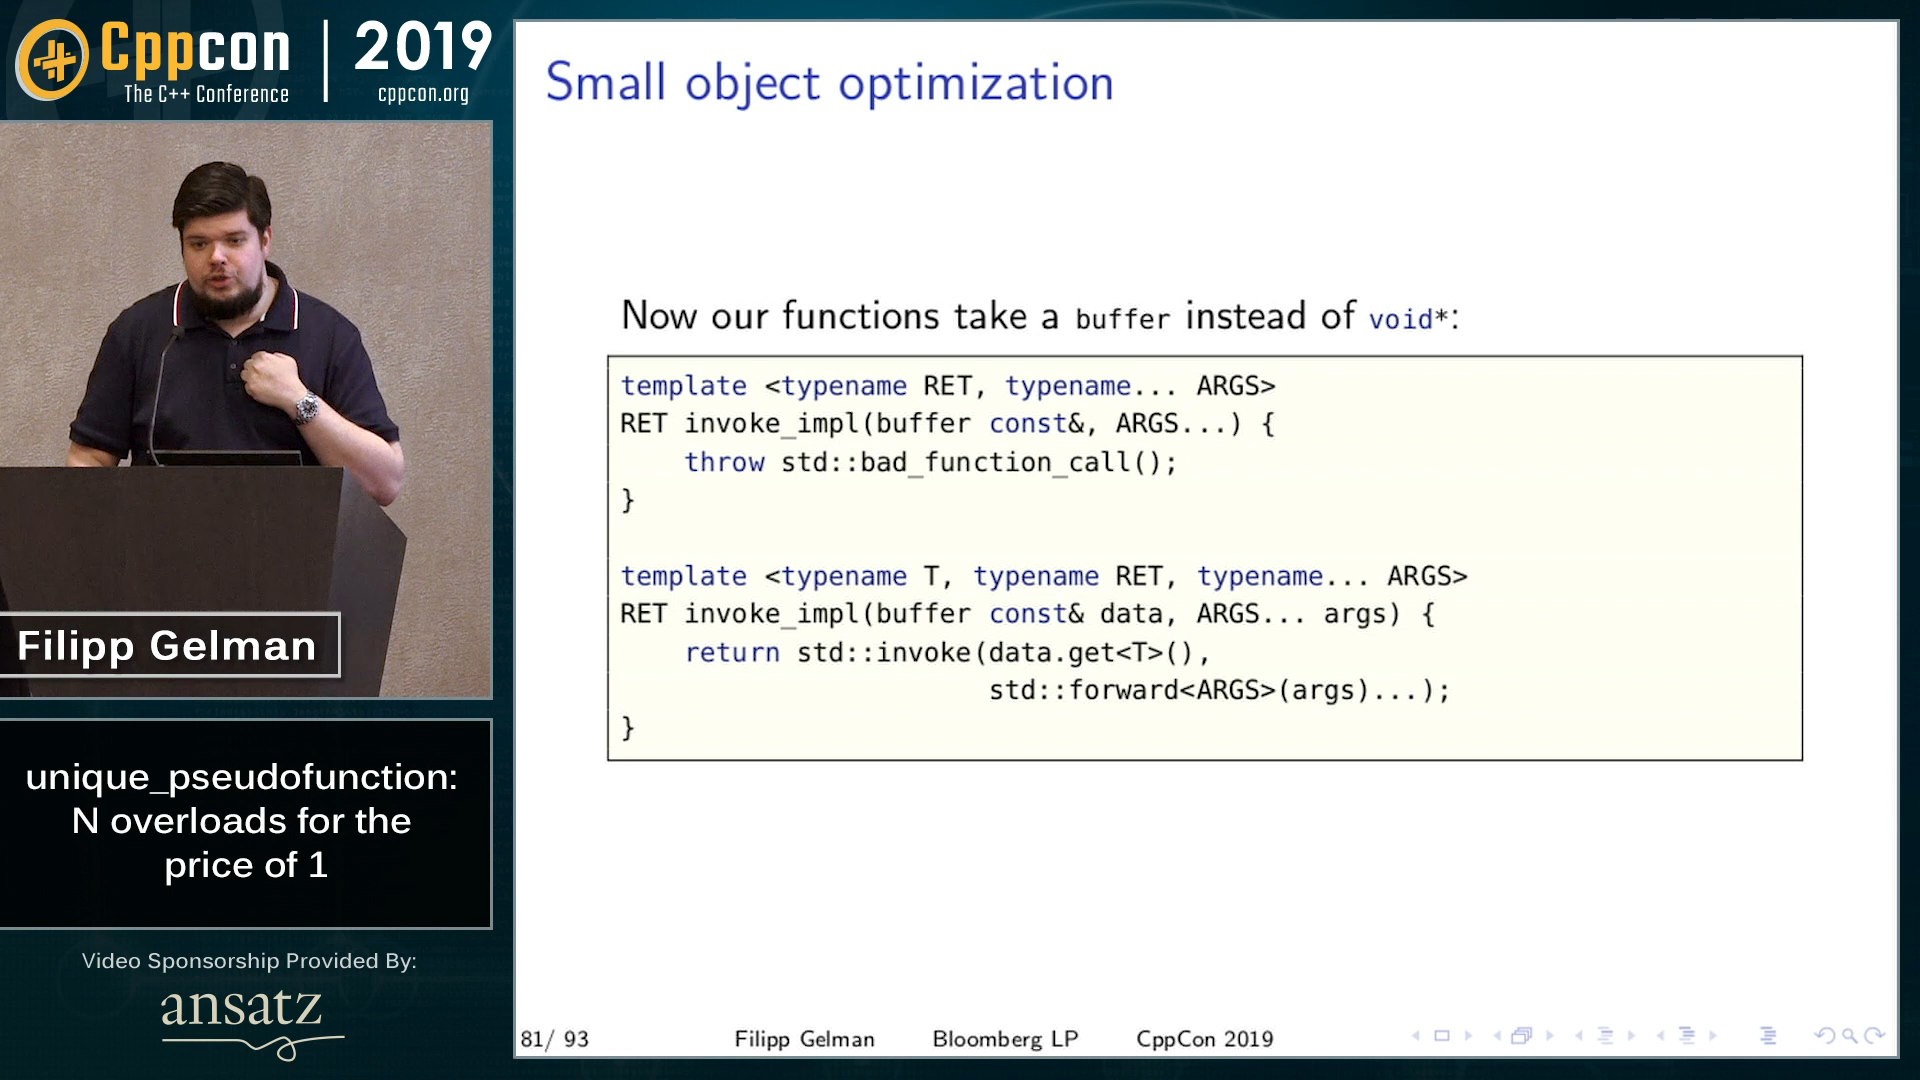 Cppcon
The C++ Conference
2019
cppcon.org
Small object optimization
Now our functions take a buffer instead of void*:
template <typename RET, typename... ARGS>
RET invoke_impl(buffer const&, ARGS...) {
    throw std::bad_function_call();
}
template <typename T, typename RET, typename... ARGS>
RET invoke_impl(buffer const& data, ARGS... args) {
    return std::invoke(data.get<T>(),
                       std::forward<ARGS>(args)...);
}
Filipp Gelman
unique_pseudofunction:
N overloads for the
price of 1
Video Sponsorship Provided By:
ansatz
81/ 93 Filipp Gelman Bloomberg LP CppCon 2019